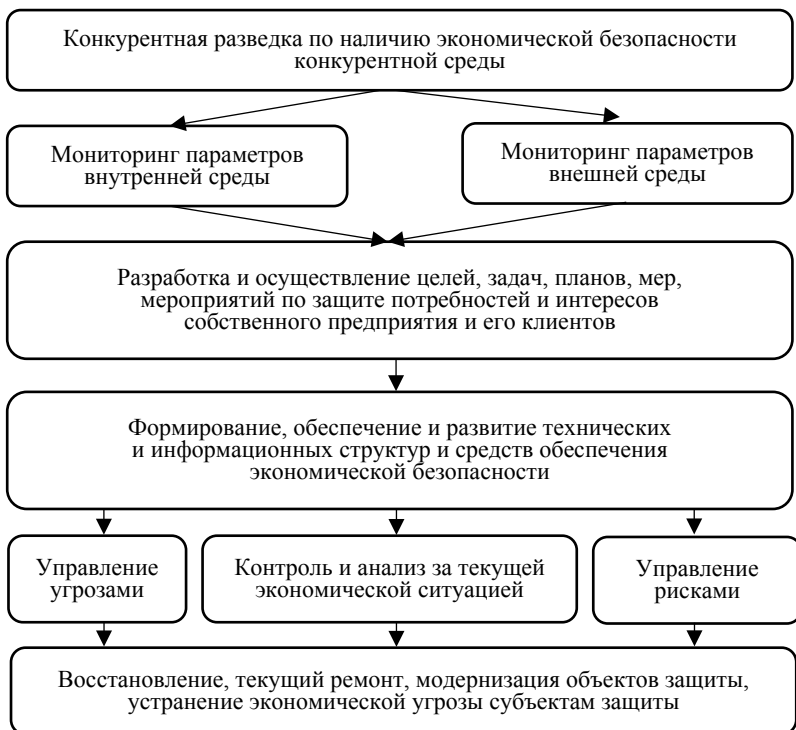 Конкурентная разведка по наличию экономической безопасности
конкурентной среды
Мониторинг параметров
внутренней среды
Мониторинг параметров
внешней среды
Разработка и осуществление целей, задач, планов, мер,
мероприятий по защите потребностей и интересов
собственного предприятия и его клиентов
Формирование, обеспечение и развитие технических
и информационных структур и средств обеспечения
экономической безопасности
Управление
угрозами
Контроль и анализ за текущей
экономической ситуацией
Управление
рисками
Восстановление, текущий ремонт, модернизация объектов защиты,
устранение экономической угрозы субъектам защиты